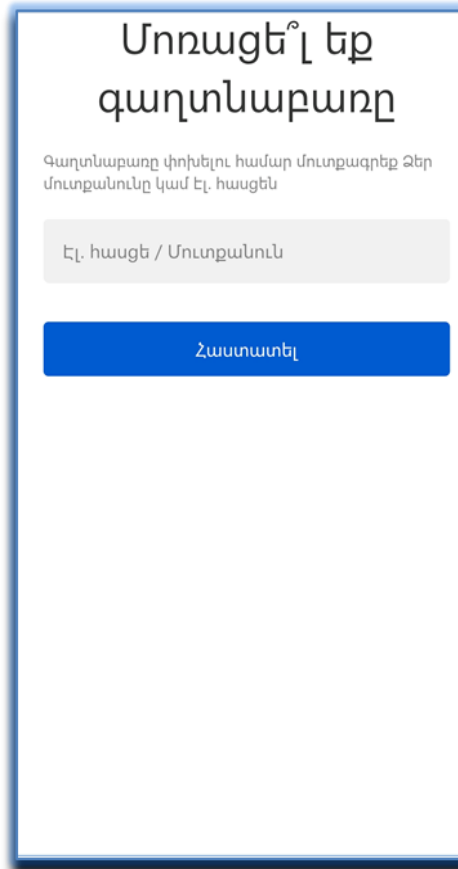 Մոռացե՞լ եք
գաղտնաբառը
Գաղտնաբառը փոխելու համար մուտքագրեք Ձեր
մուտքանունը կամ Էլ. հասցեն
Էլ. հասցե / Մուտքանուն
Հաստատել